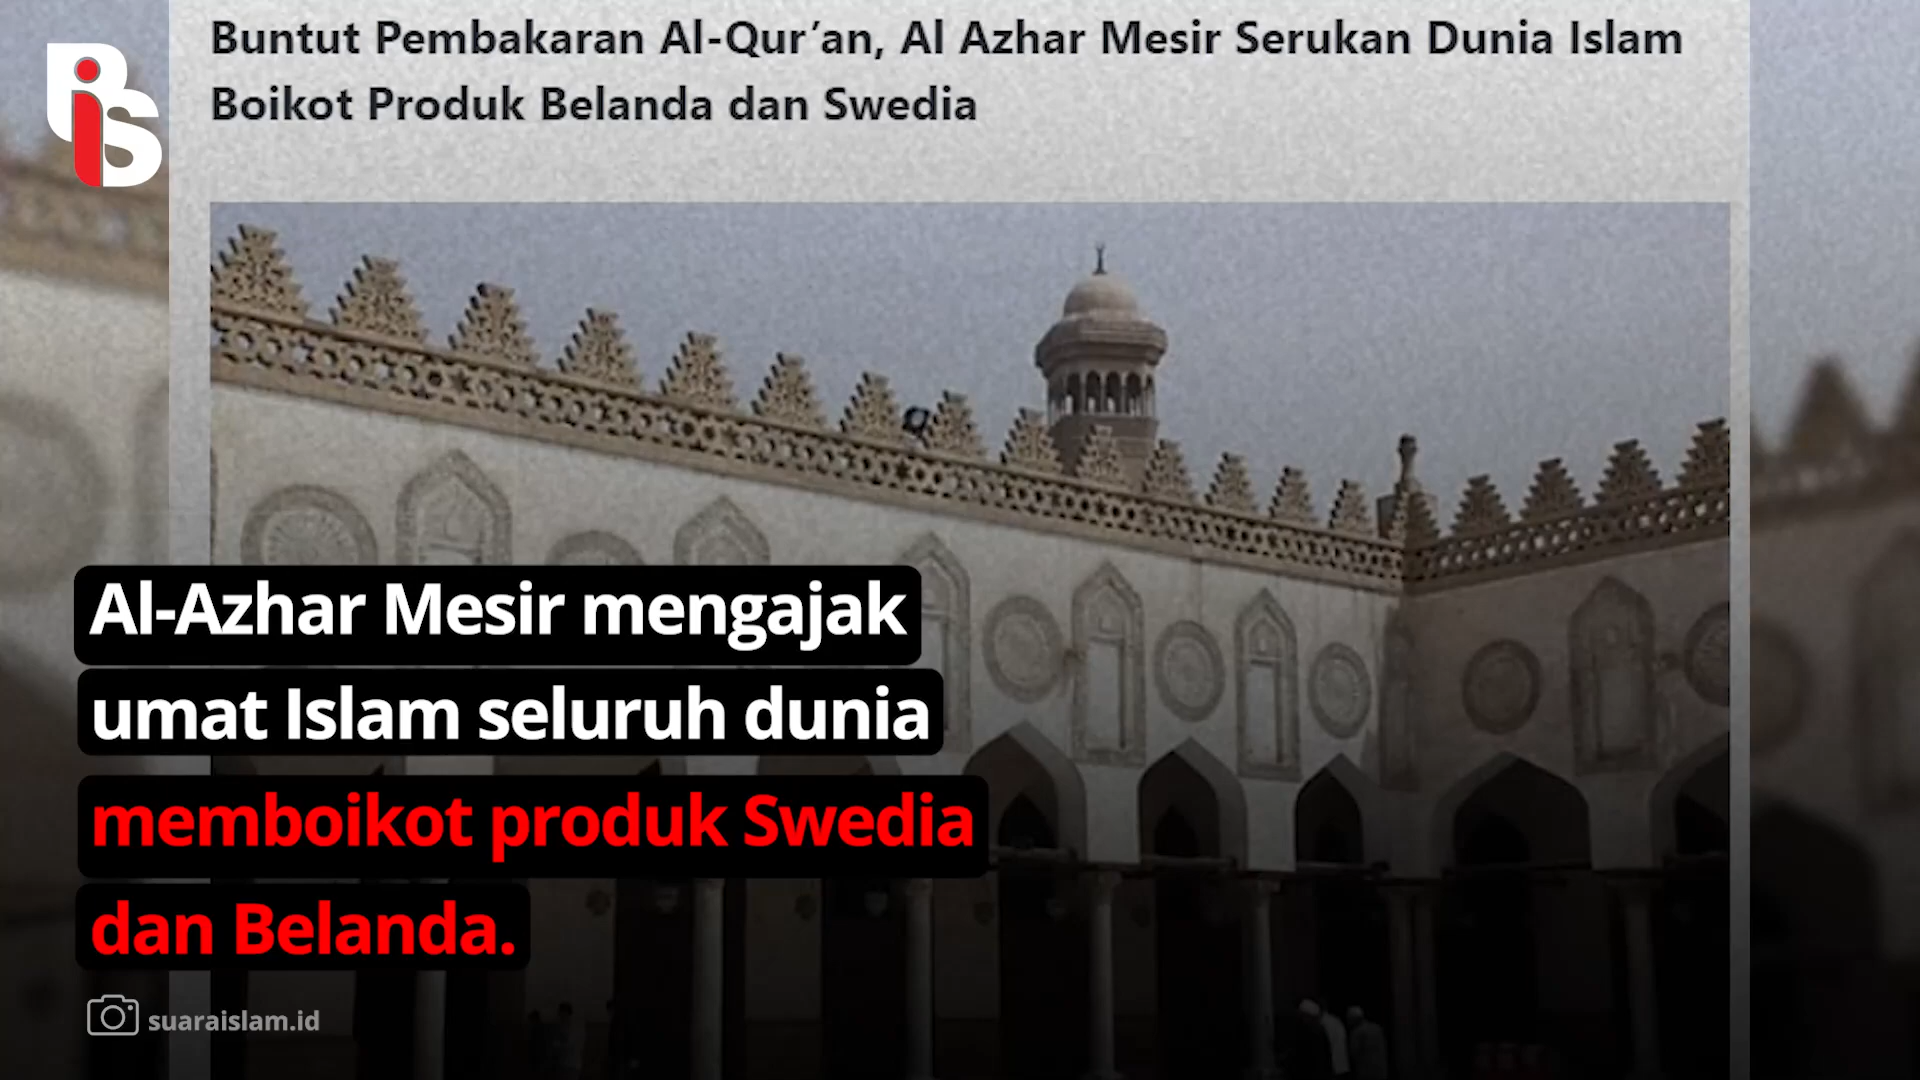 Buntut Pembakaran Al-Qur’an, Al Azhar Mesir Serukan Dunia Islam
Boikot Produk Belanda dan Swedia
BiS
Al-Azhar Mesir mengajak
umat Islam seluruh dunia
memboikot produk Swedia
dan Belanda.
suaraislam.id